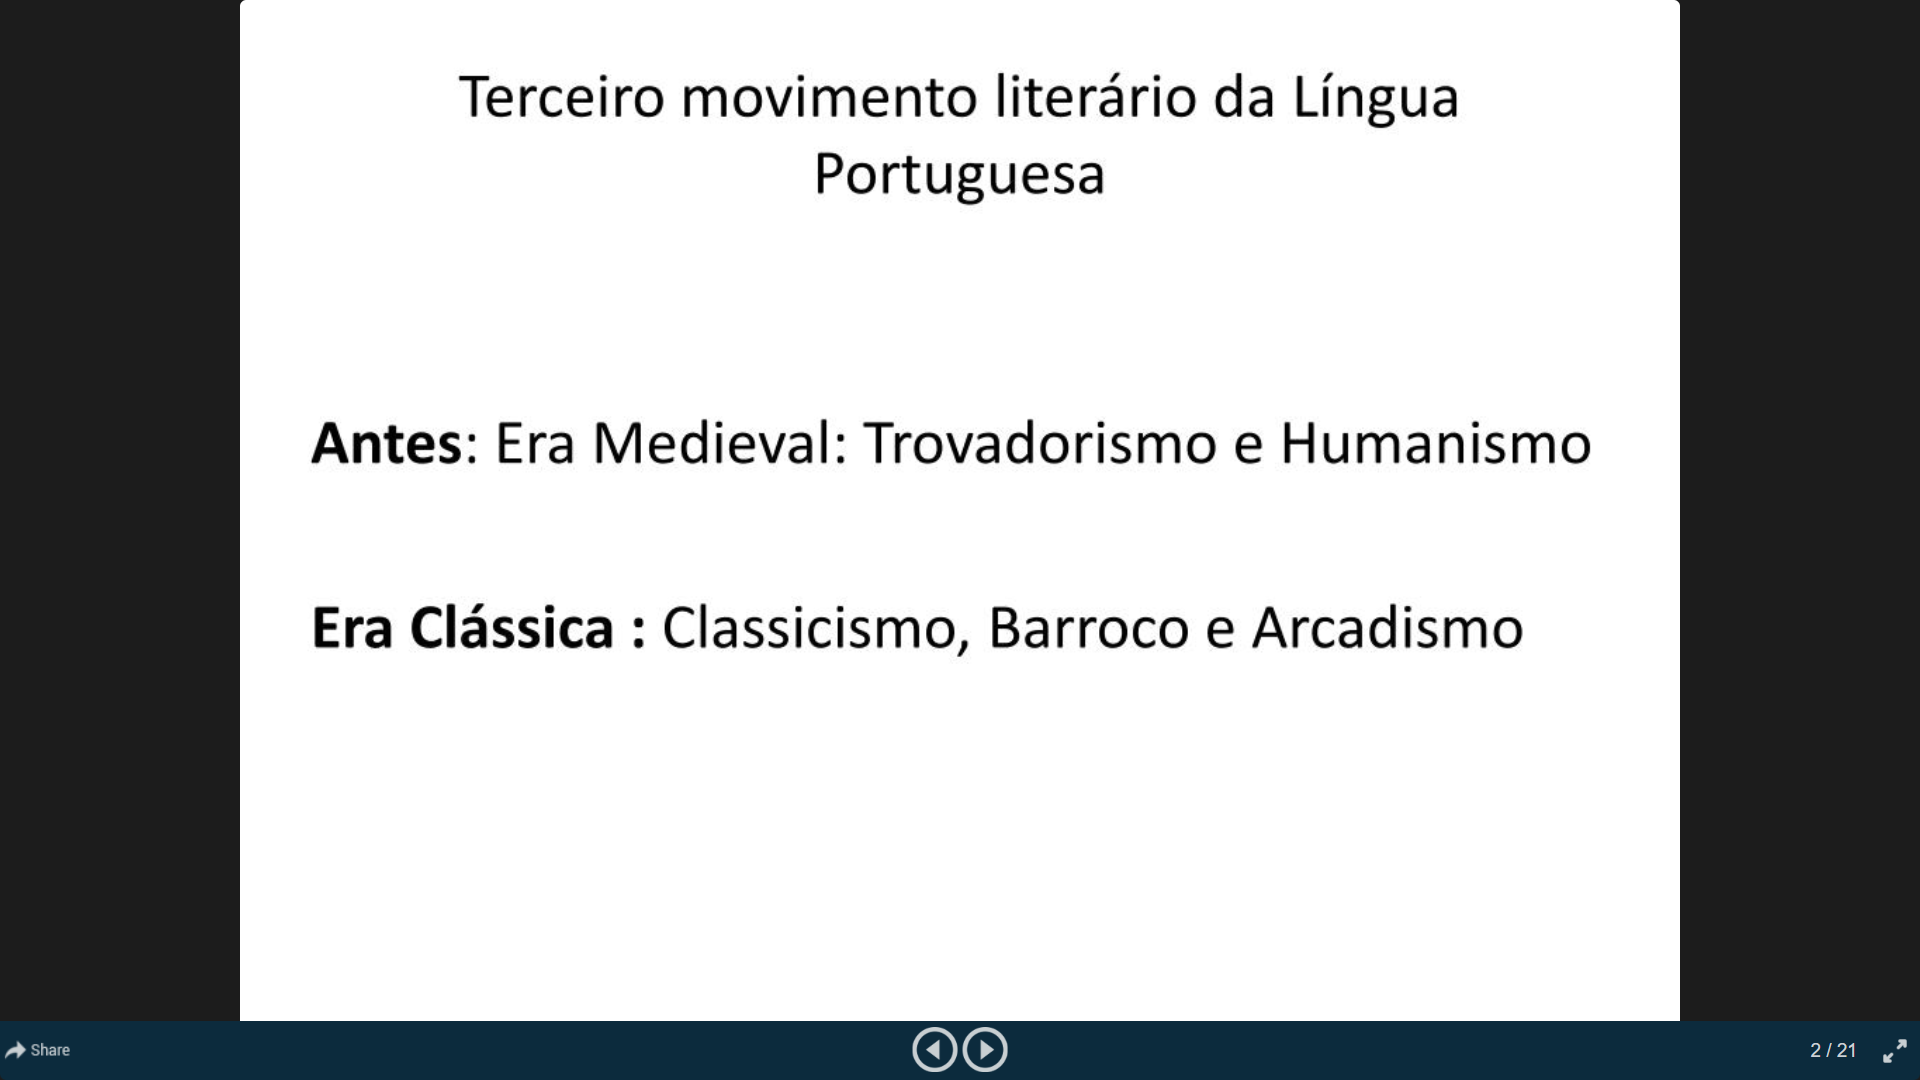 Terceiro movimento literário da Língua
Portuguesa
Antes: Era Medieval: Trovadorismo e Humanismo
Era Clássica : Classicismo, Barroco e Arcadismo
Share
2 / 21